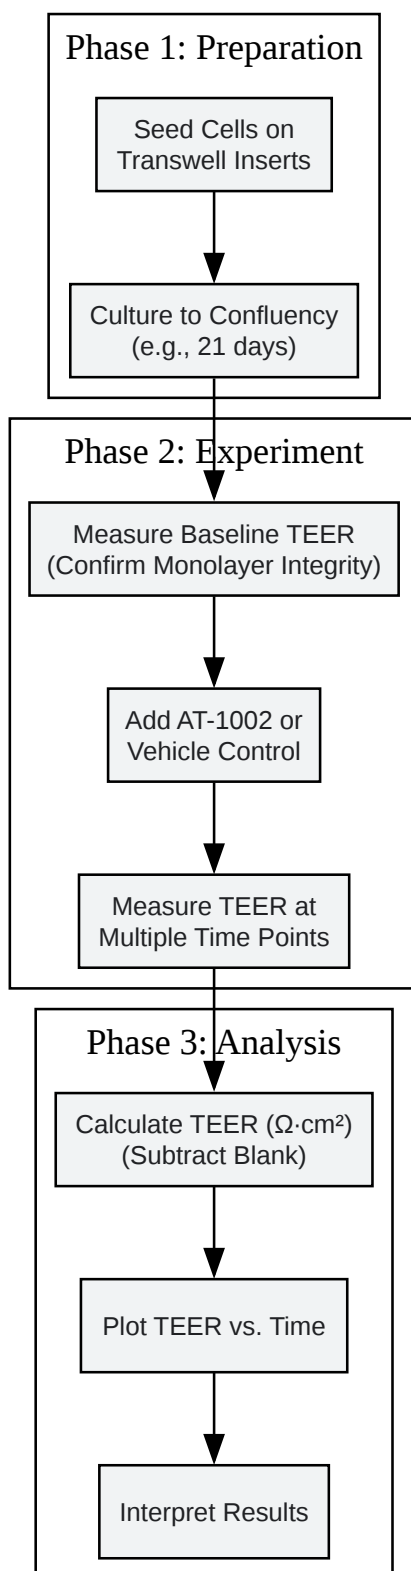 Phase 1: Preparation
Seed Cells on
Transwell Inserts
Culture to Confluency
(e.g., 21 days)
Phase 2: Experiment
Measure Baseline TEER
(Confirm Monolayer Integrity)
Add AT-1002 or
Vehicle Control
Measure TEER at
Multiple Time Points
Phase 3: Analysis
Calculate TEER (Ω·cm²)
(Subtract Blank)
Plot TEER vs. Time
Interpret Results